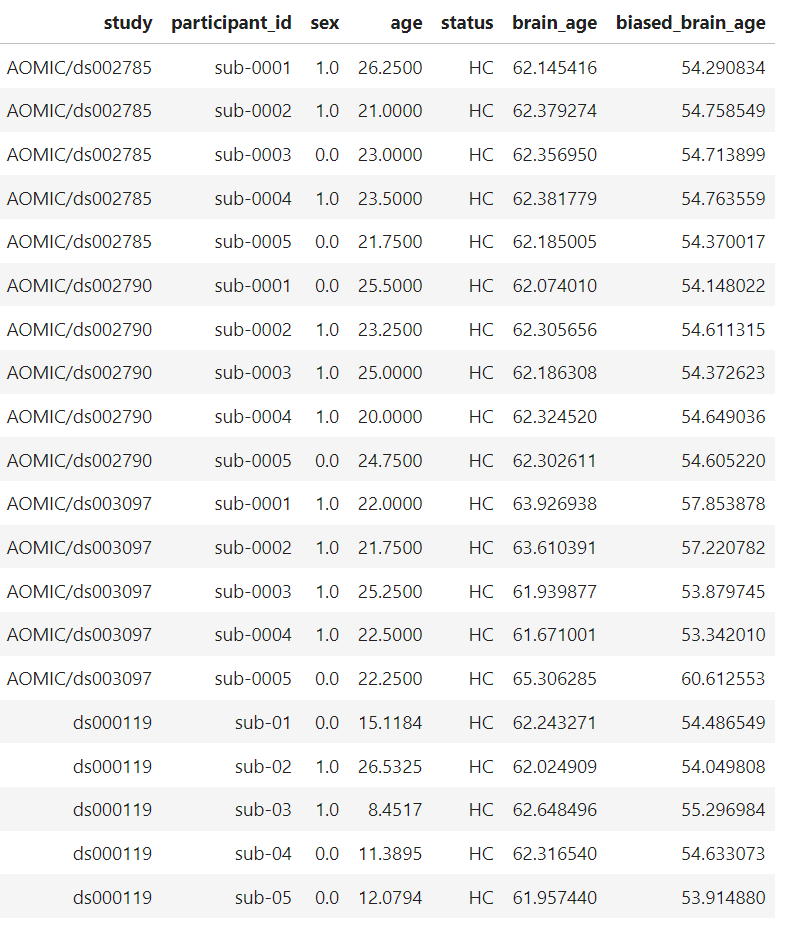 study participant_id sex age status brain_age biased_brain_age
AOMIC/ds002785 sub-0001 1.0 26.2500 HC 62.145416 54.290834
AOMIC/ds002785 sub-0002 1.0 21.0000 HC 62.379274 54.758549
AOMIC/ds002785 sub-0003 0.0 23.0000 HC 62.356950 54.713899
AOMIC/ds002785 sub-0004 1.0 23.5000 HC 62.381779 54.763559
AOMIC/ds002785 sub-0005 0.0 21.7500 HC 62.185005 54.370017
AOMIC/ds002790 sub-0001 0.0 25.5000 HC 62.074010 54.148022
AOMIC/ds002790 sub-0002 1.0 23.2500 HC 62.305656 54.611315
AOMIC/ds002790 sub-0003 1.0 25.0000 HC 62.186308 54.372623
AOMIC/ds002790 sub-0004 1.0 20.0000 HC 62.324520 54.649036
AOMIC/ds002790 sub-0005 0.0 24.7500 HC 62.302611 54.605220
AOMIC/ds003097 sub-0001 1.0 22.0000 HC 63.926938 57.853878
AOMIC/ds003097 sub-0002 1.0 21.7500 HC 63.610391 57.220782
AOMIC/ds003097 sub-0003 1.0 25.2500 HC 61.939877 53.879745
AOMIC/ds003097 sub-0004 1.0 22.5000 HC 61.671001 53.342010
AOMIC/ds003097 sub-0005 0.0 22.2500 HC 65.306285 60.612553
ds000119 sub-01 0.0 15.1184 HC 62.243271 54.486549
ds000119 sub-02 1.0 26.5325 HC 62.024909 54.049808
ds000119 sub-03 1.0 8.4517 HC 62.648496 55.296984
ds000119 sub-04 0.0 11.3895 HC 62.316540 54.633073
ds000119 sub-05 0.0 12.0794 HC 61.957440 53.914880